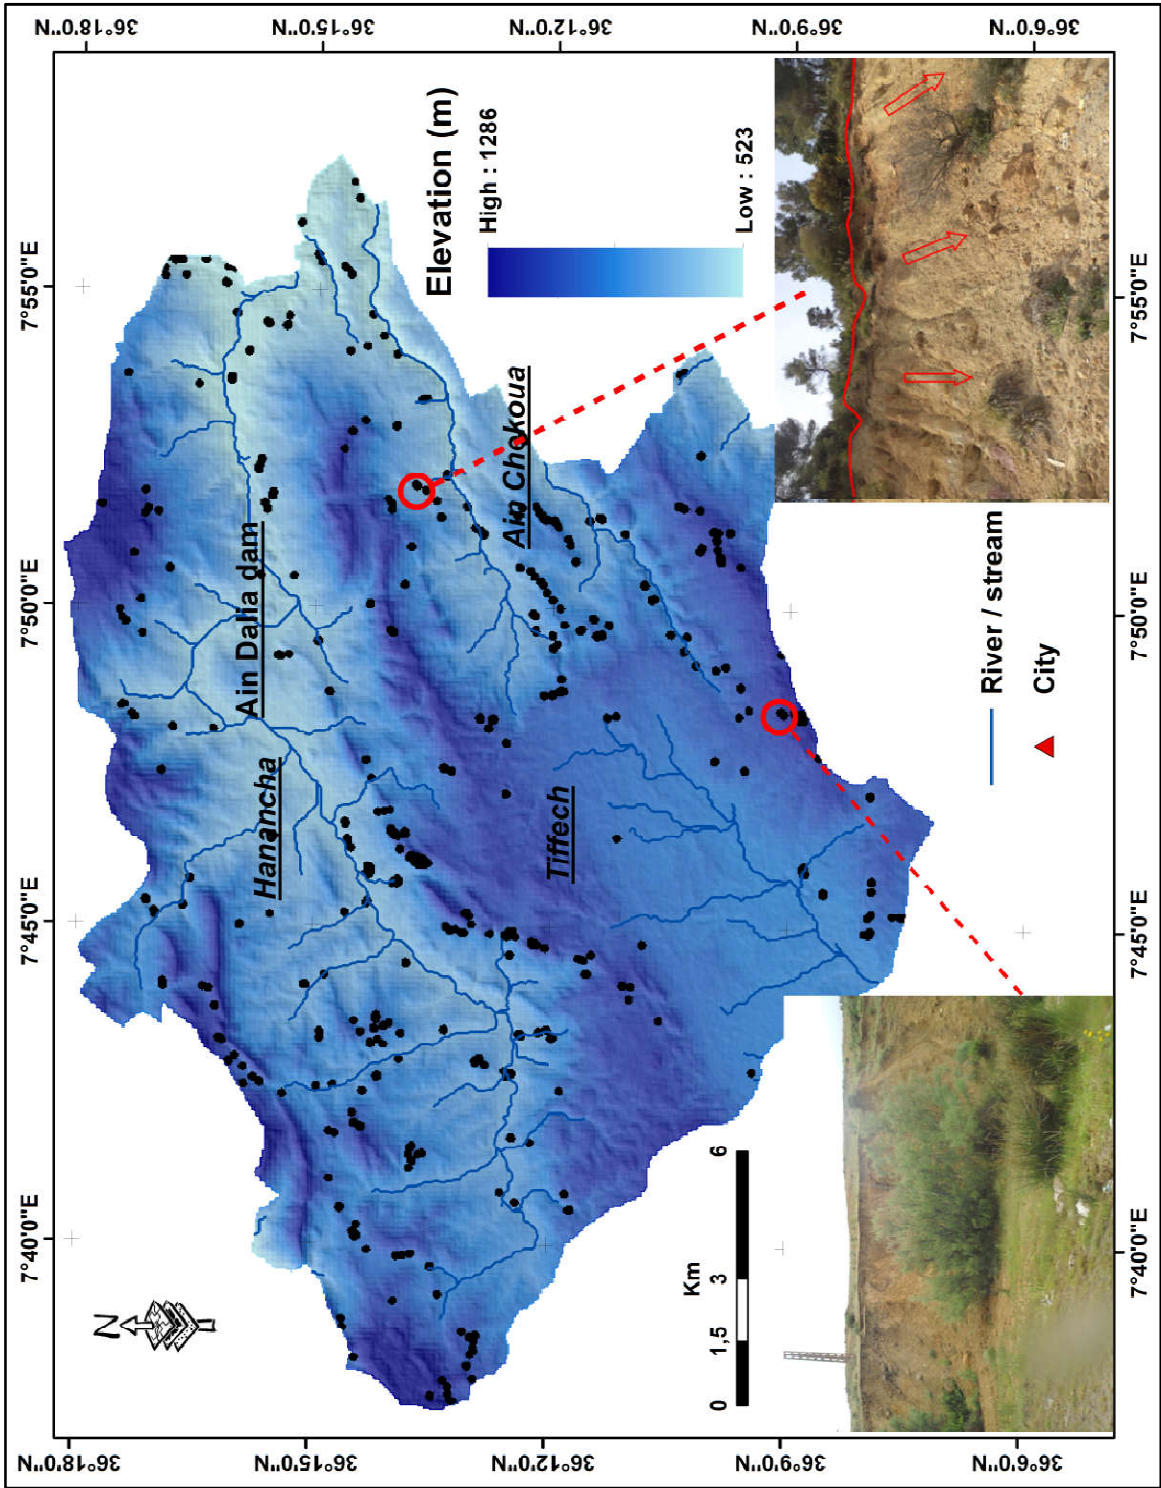 7°40'0"E
7°45'0"E
7°50'0"E
7°55'0"E
36°18'0"N
36°15'0"N
36°12'0"N
36°9'0"N
36°6'0"N
N
Hanancha
Ain Dalia dam
Tiffech
Ain Chokoua
Elevation (m)
High : 1286
Low : 523
Km
0
1,5
3
6
River / stream
City
36°18'0"N
36°15'0"N
36°12'0"N
36°9'0"N
36°6'0"N
7°40'0"E
7°45'0"E
7°50'0"E
7°55'0"E